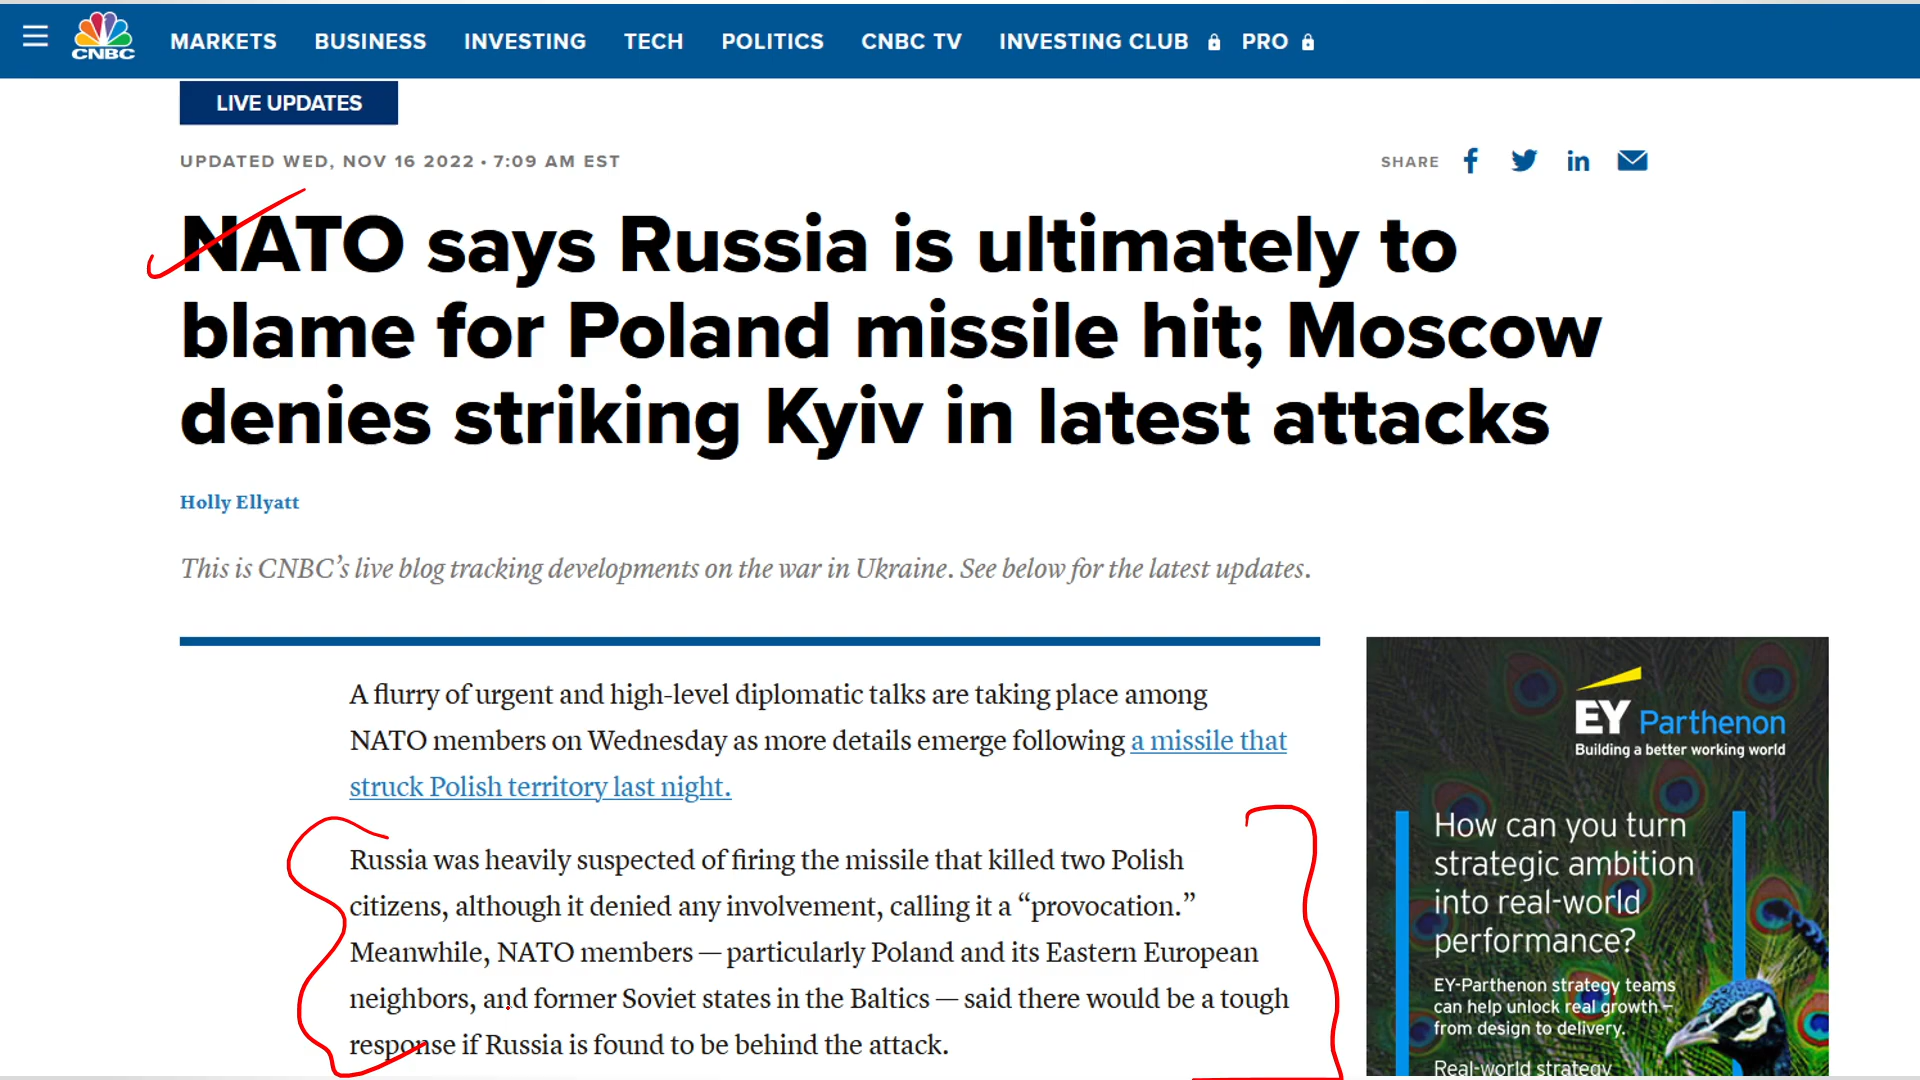 CNBC
MARKETS BUSINESS INVESTING TECH POLITICS CNBC TV INVESTING CLUB PRO
LIVE UPDATES
UPDATED WED, NOV 16 2022 • 7:09 AM EST
SHARE
NATO says Russia is ultimately to
blame for Poland missile hit; Moscow
denies striking Kyiv in latest attacks
Holly Ellyatt
This is CNBC’s live blog tracking developments on the war in Ukraine. See below for the latest updates.
A flurry of urgent and high-level diplomatic talks are taking place among
NATO members on Wednesday as more details emerge following a missile that
struck Polish territory last night.
Russia was heavily suspected of firing the missile that killed two Polish
citizens, although it denied any involvement, calling it a “provocation.”
Meanwhile, NATO members — particularly Poland and its Eastern European
neighbors, and former Soviet states in the Baltics — said there would be a tough
response if Russia is found to be behind the attack.
EY Parthenon
Building a better working world
How can you turn
strategic ambition
into real-world
performance?
EY-Parthenon strategy teams
can help unlock real growth –
from design to delivery.
Real-world strategy